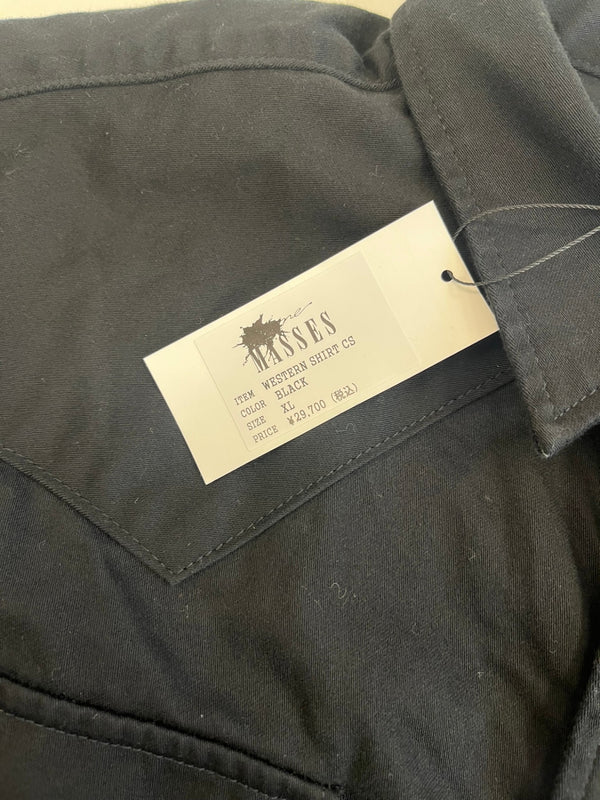 MASSES
ITEM WESTERN SHIRT CS
COLOR BLACK
SIZE XL
PRICE ¥29,700 (税込)